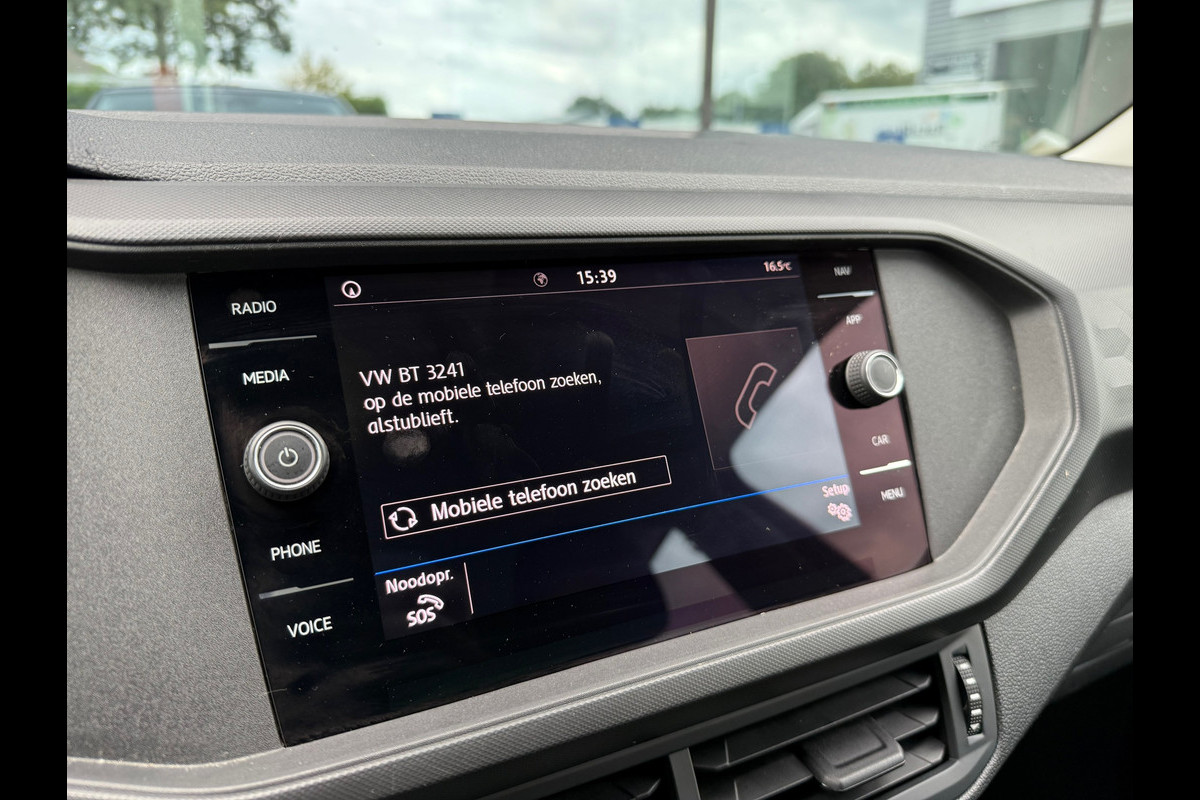 RADIO
MEDIA
PHONE
VOICE
15:39
16.5°C
VW BT 3241
op de mobiele telefoon zoeken,
alstublieft.
Mobiele telefoon zoeken
Setup
Noodopr.
SOS
NAV
APP
CAR
MENU